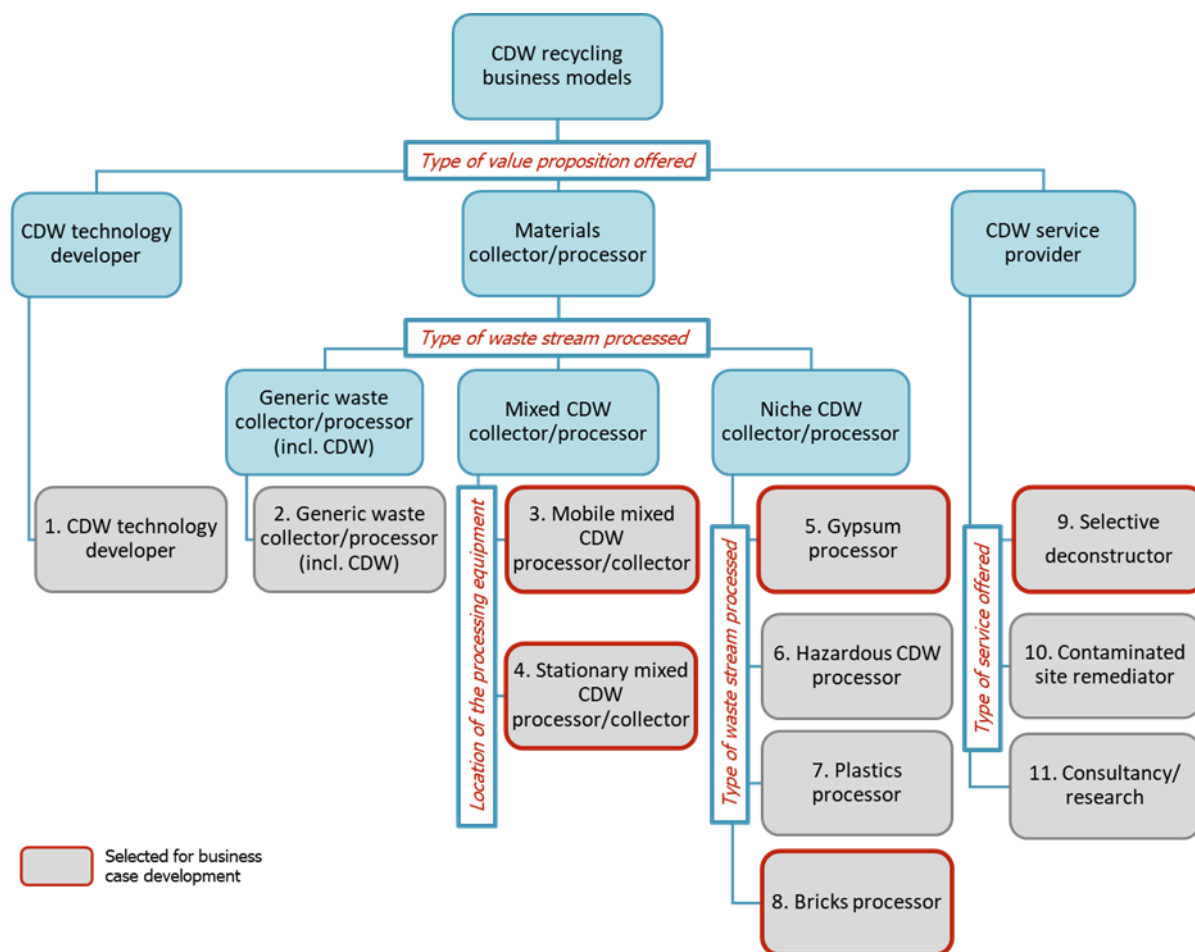 CDW recycling
business models
Type of value proposition offered
CDW technology
developer
Materials
collector/processor
CDW service
provider
Type of waste stream processed
Generic waste
collector/processor
(incl. CDW)
Mixed CDW
collector/processor
Niche CDW
collector/processor
1. CDW technology
developer
2. Generic waste
collector/processor
(incl. CDW)
Location of the processing equipment
3. Mobile mixed
CDW
processor/collector
4. Stationary mixed
CDW
processor/collector
Type of waste stream processed
5. Gypsum
processor
6. Hazardous CDW
processor
7. Plastics
processor
8. Bricks processor
Type of service offered
9. Selective
deconstructor
10. Contaminated
site remediator
11. Consultancy/
research
Selected for business
case development